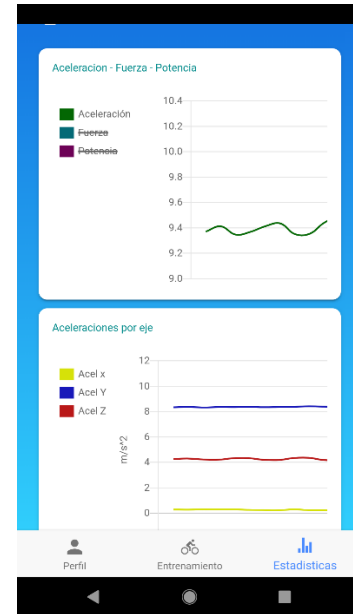 Aceleracion - Fuerza - Potencia
Aceleración
Fuerza
Potencia
10.4
10.2
10.0
9.8
9.6
9.4
9.2
9.0
Aceleraciones por eje
Acel x
Acel Y
Acel Z
m/s^2
12
10
8
6
4
2
0
Perfil
Entrenamiento
Estadisticas